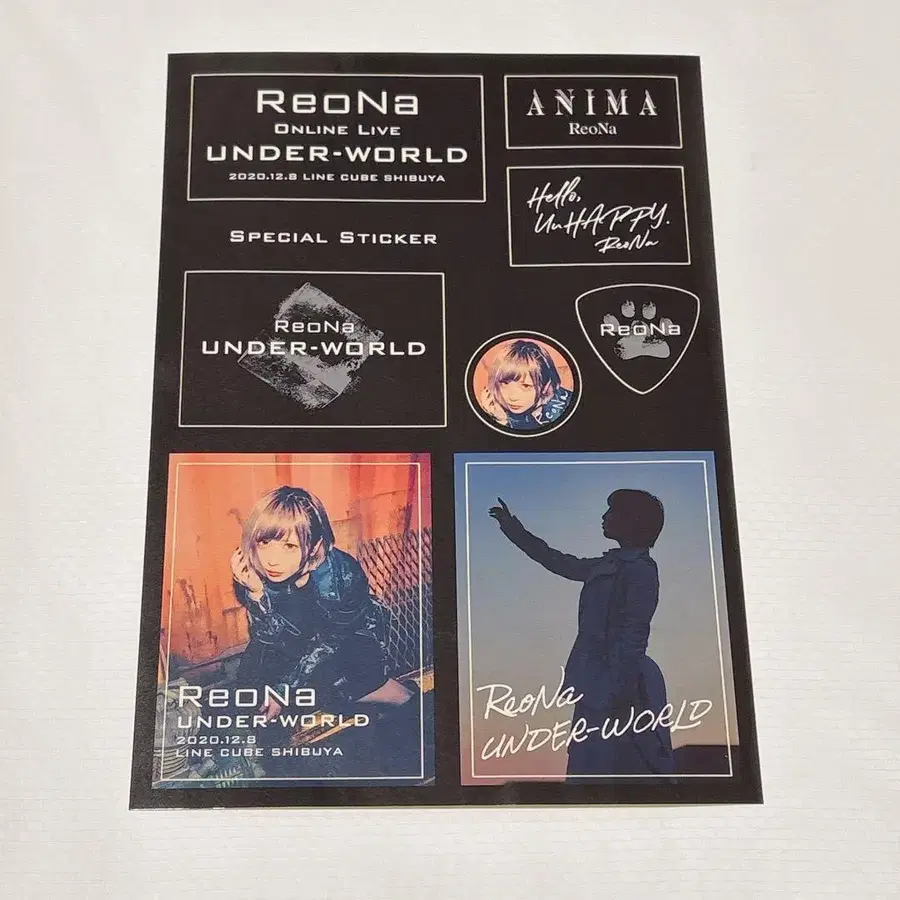 ReoNa
ONLINE LIVE
UNDER-WORLD
2020.12.8 LINE CUBE SHIBUYA
ANIMA
ReoNa
Hello,
UnHAPPY.
ReoNa
SPECIAL STICKER
ReoNa
UNDER-WORLD
ReoNa
ReoNa
ReoNa
UNDER-WORLD
2020.12.8
LINE CUBE SHIBUYA
ReoNa
UNDER-WORLD